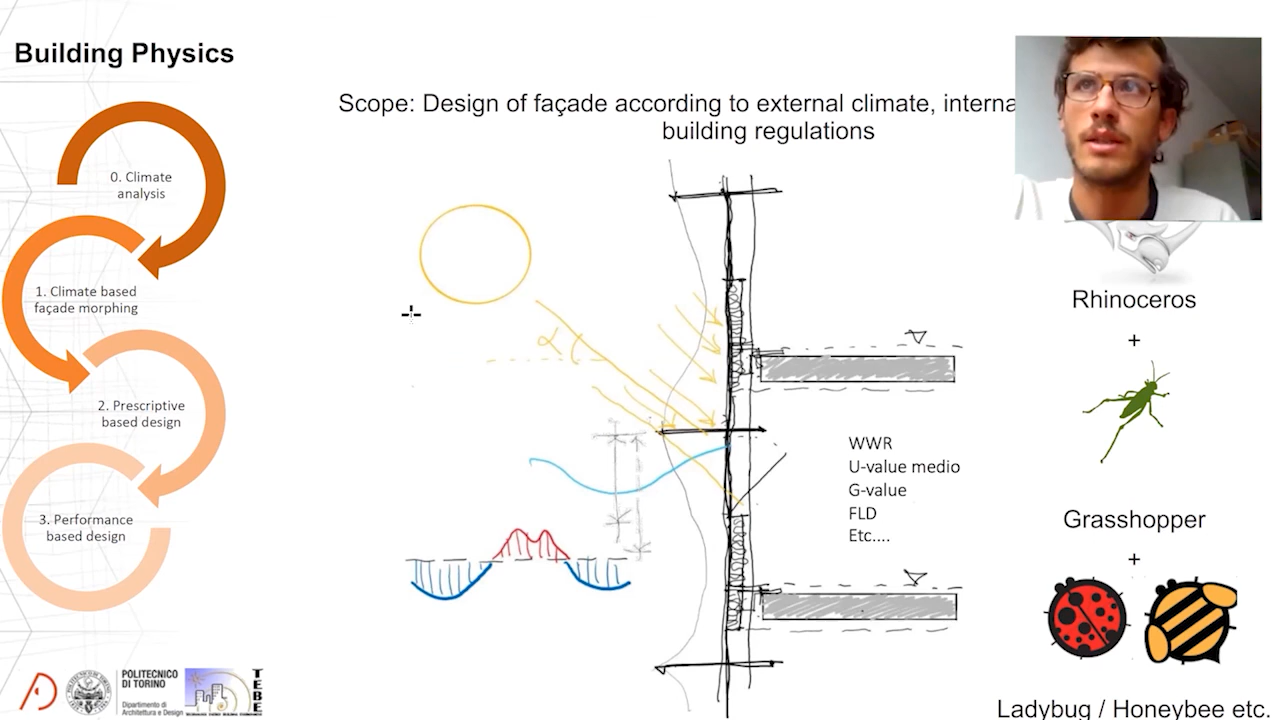 Building Physics
Scope: Design of façade according to external climate, interna
building regulations
0. Climate
analysis
1. Climate based
façade morphing
2. Prescriptive
based design
3. Performance
based design
α
WWR
U-value medio
G-value
FLD
Etc....
Rhinoceros
+
Grasshopper
+
Ladybug / Honeybee etc.
POLITECNICO
DI TORINO
Dipartimento di
Architettura e Design
TEBE